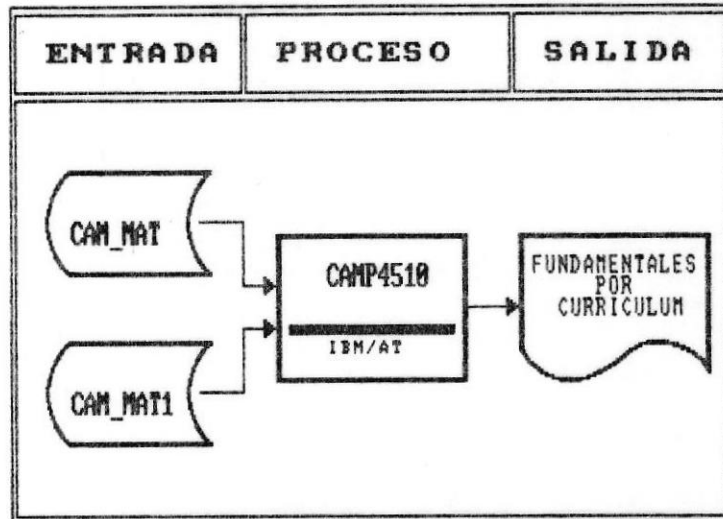 ENTRADA PROCESO SALIDA
CAM_MAT
CAMP4510
IBM/AT
FUNDAMENTALES
POR
CURRICULUM
CAM_MAT1